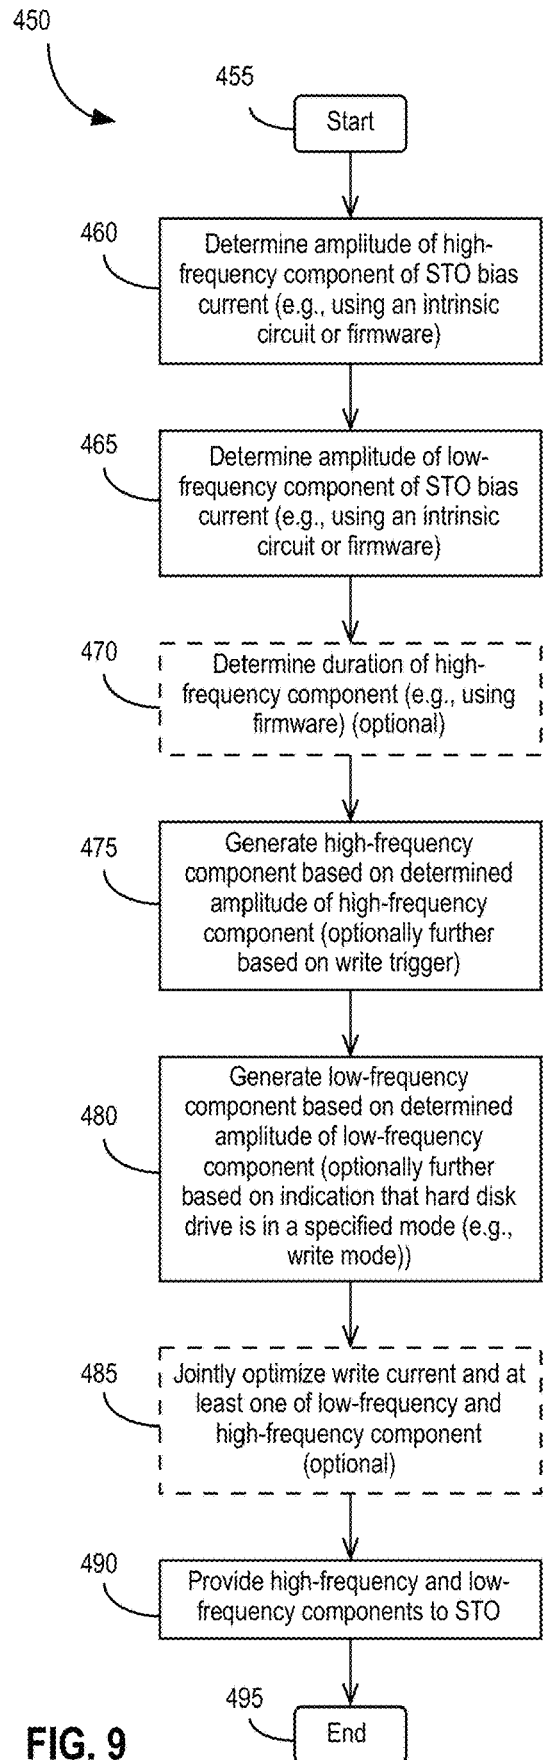 450
455
Start
460
Determine amplitude of high-
frequency component of STO bias
current (e.g., using an intrinsic
circuit or firmware)
465
Determine amplitude of low-
frequency component of STO bias
current (e.g., using an intrinsic
circuit or firmware)
470
Determine duration of high-
frequency component (e.g., using
firmware) (optional)
475
Generate high-frequency
component based on determined
amplitude of high-frequency
component (optionally further
based on write trigger)
480
Generate low-frequency
component based on determined
amplitude of low-frequency
component (optionally further
based on indication that hard disk
drive is in a specified mode (e.g.,
write mode))
485
Jointly optimize write current and at
least one of low-frequency and
high-frequency component
(optional)
490
Provide high-frequency and low-
frequency components to STO
495
End
FIG. 9